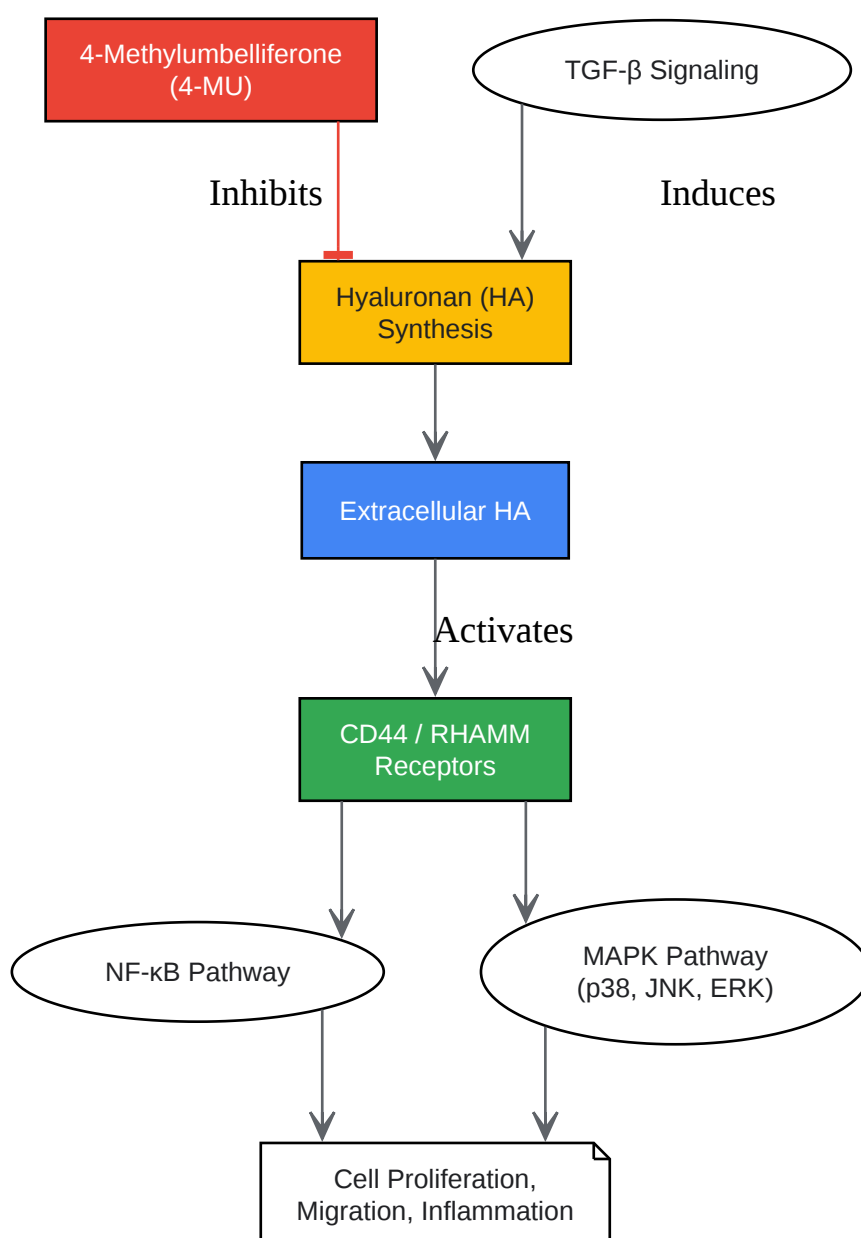 4-Methylumbelliferone
(4-MU)
TGF-β Signaling
Inhibits
Induces
Hyaluronan (HA)
Synthesis
Extracellular HA
Activates
CD44 / RHAMM
Receptors
NF-κB Pathway
MAPK Pathway
(p38, JNK, ERK)
Cell Proliferation,
Migration, Inflammation